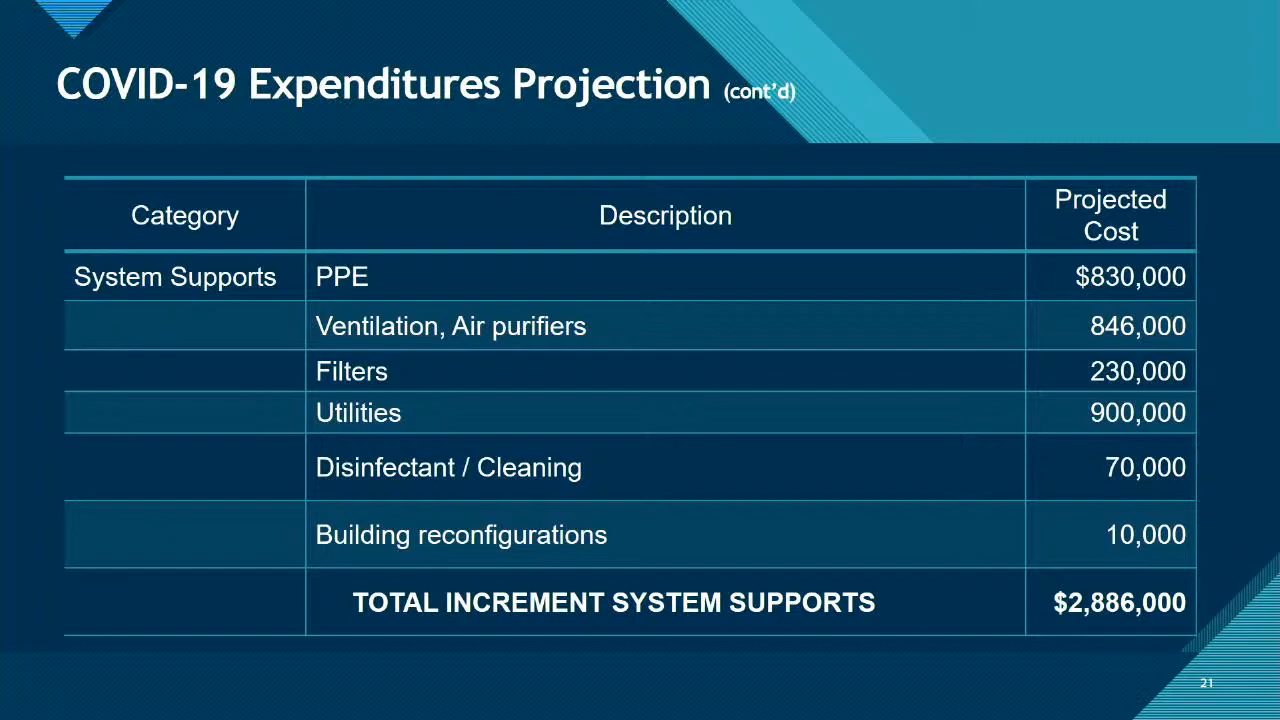 COVID-19 Expenditures Projection (cont'd)
Category Description Projected Cost
System Supports PPE $830,000
Ventilation, Air purifiers 846,000
Filters 230,000
Utilities 900,000
Disinfectant / Cleaning 70,000
Building reconfigurations 10,000
TOTAL INCREMENT SYSTEM SUPPORTS $2,886,000
21